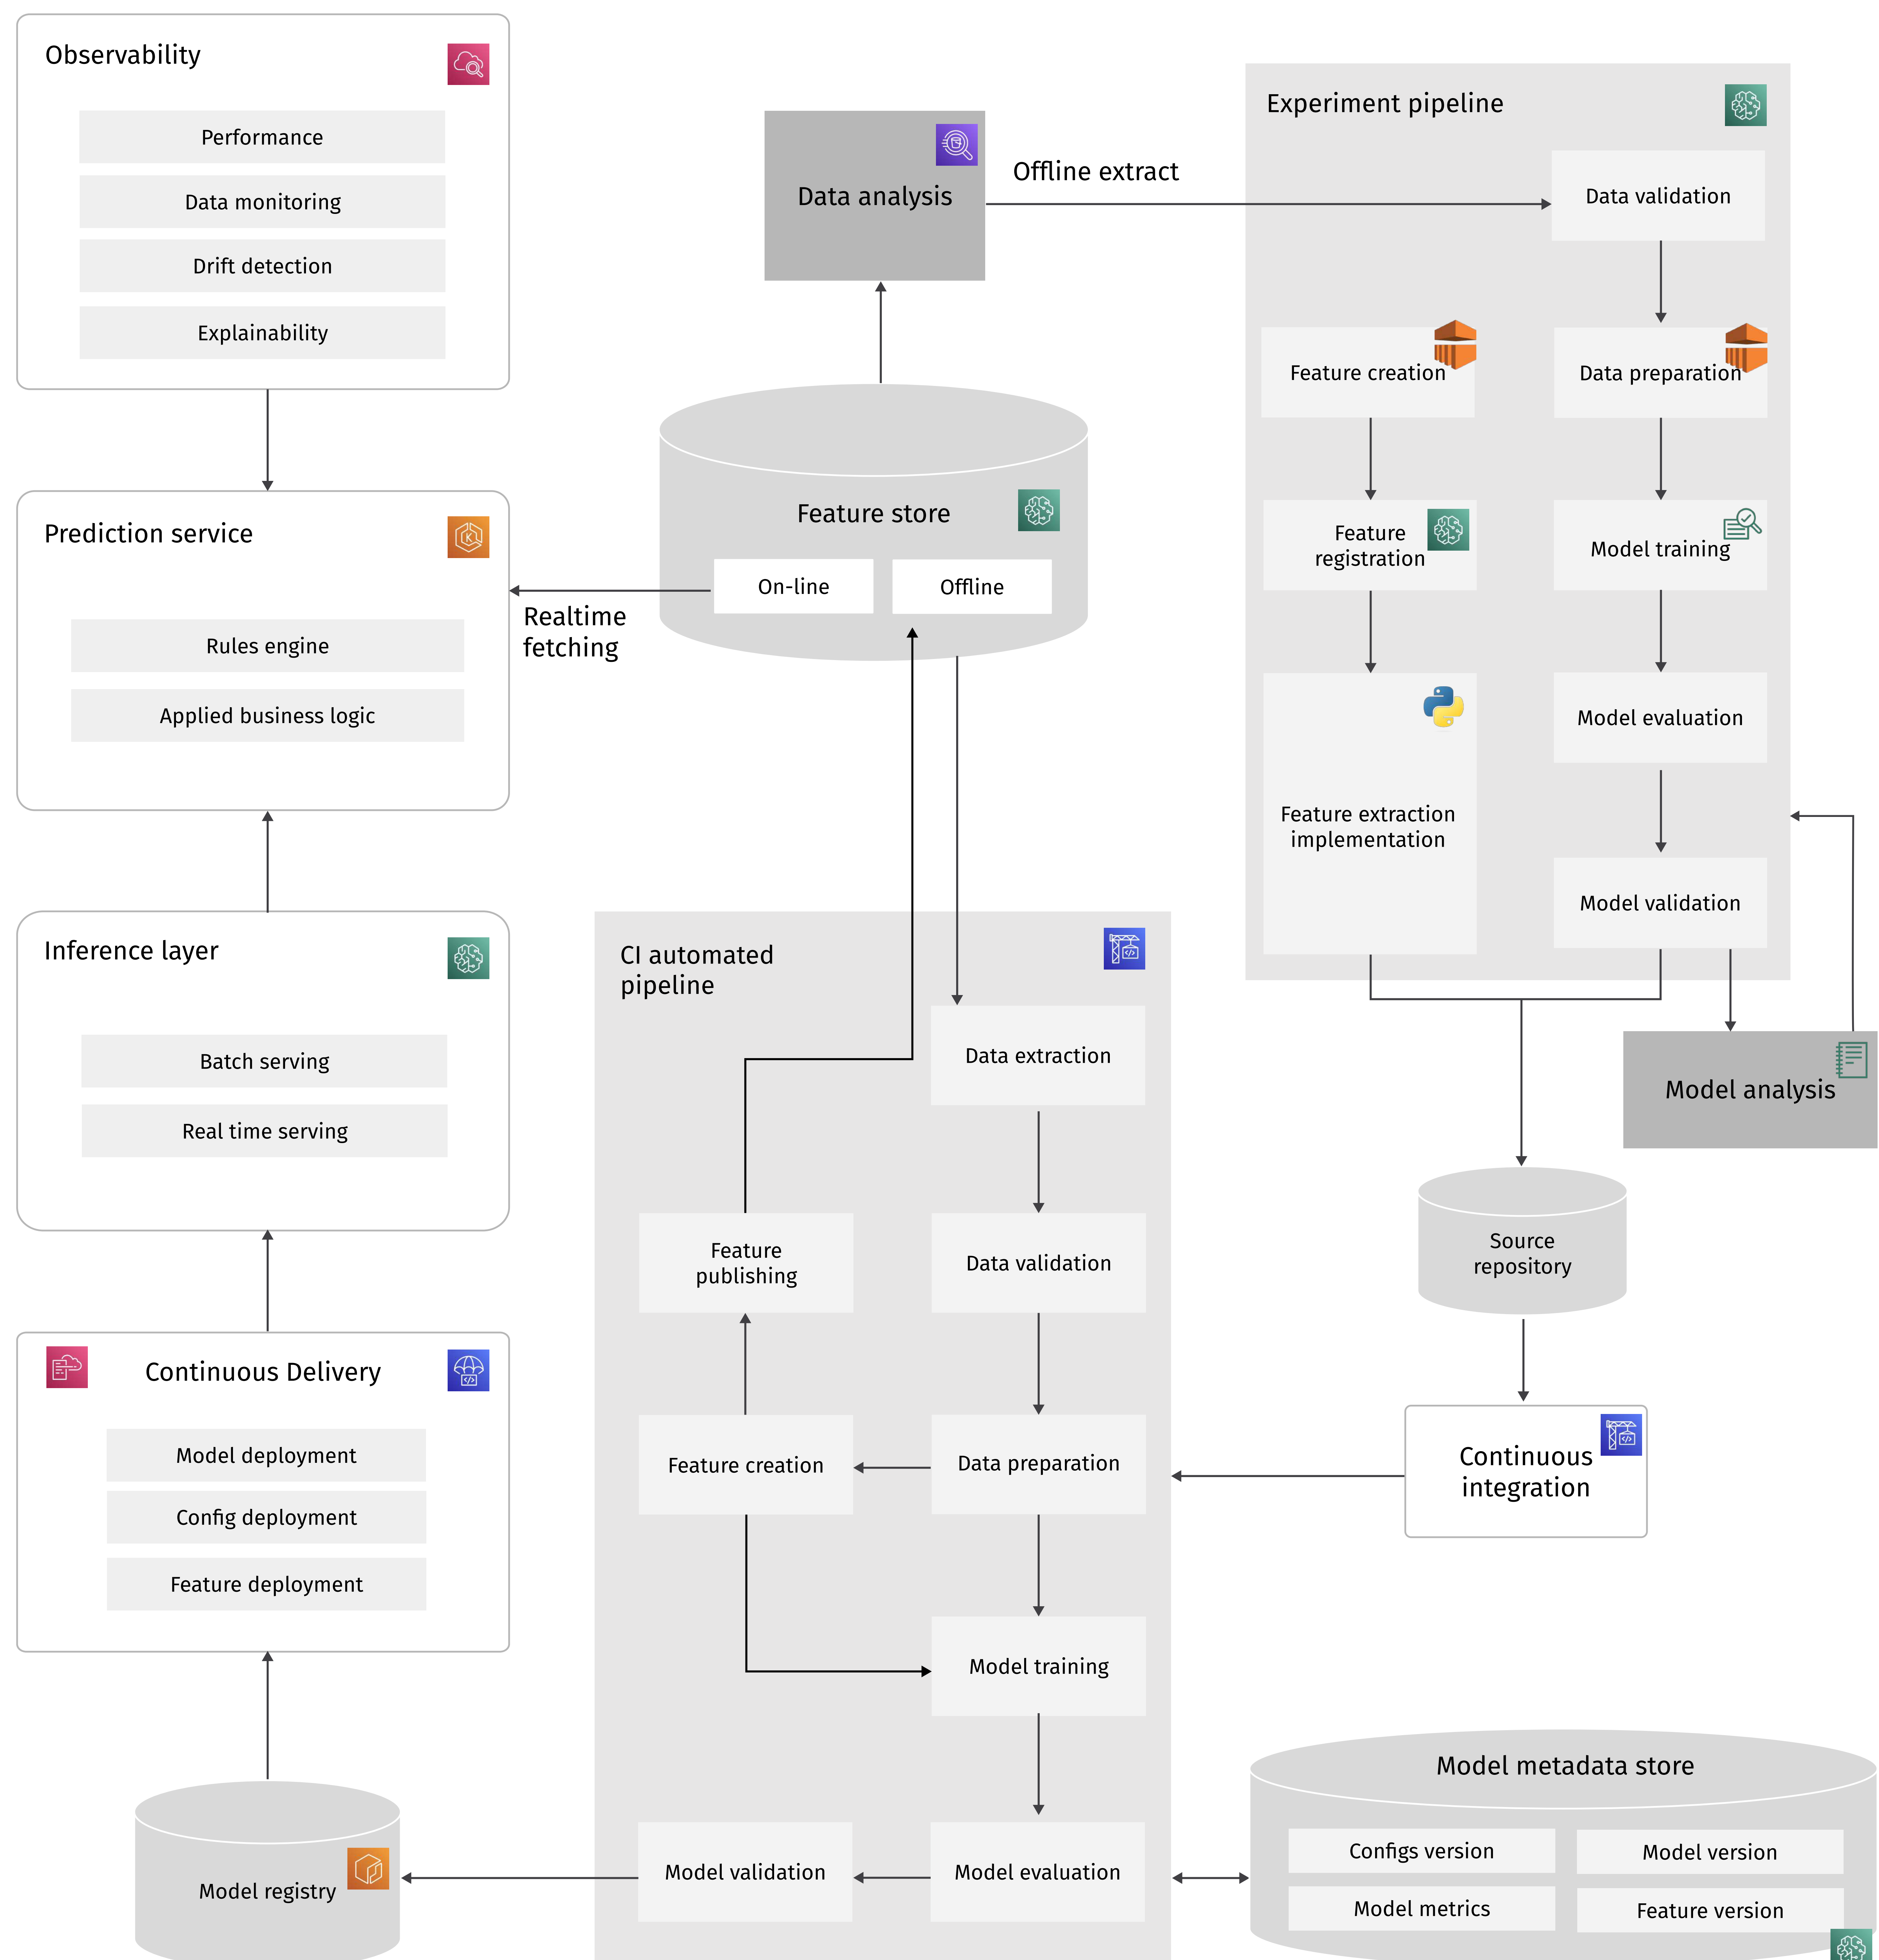 Observability
Performance
Data monitoring
Drift detection
Explainability
Prediction service
Rules engine
Applied business logic
Inference layer
Batch serving
Real time serving
Continuous Delivery
Model deployment
Config deployment
Feature deployment
Model registry
Data analysis
Offline extract
Feature store
On-line
Offline
Realtime
fetching
CI automated
pipeline
Data extraction
Feature
publishing
Data validation
Feature creation
Data preparation
Model training
Model validation
Model evaluation
Experiment pipeline
Data validation
Feature creation
Data preparation
Feature
registration
Model training
Model evaluation
Feature extraction
implementation
Model validation
Model analysis
Source
repository
Continuous
integration
Model metadata store
Configs version
Model version
Model metrics
Feature version